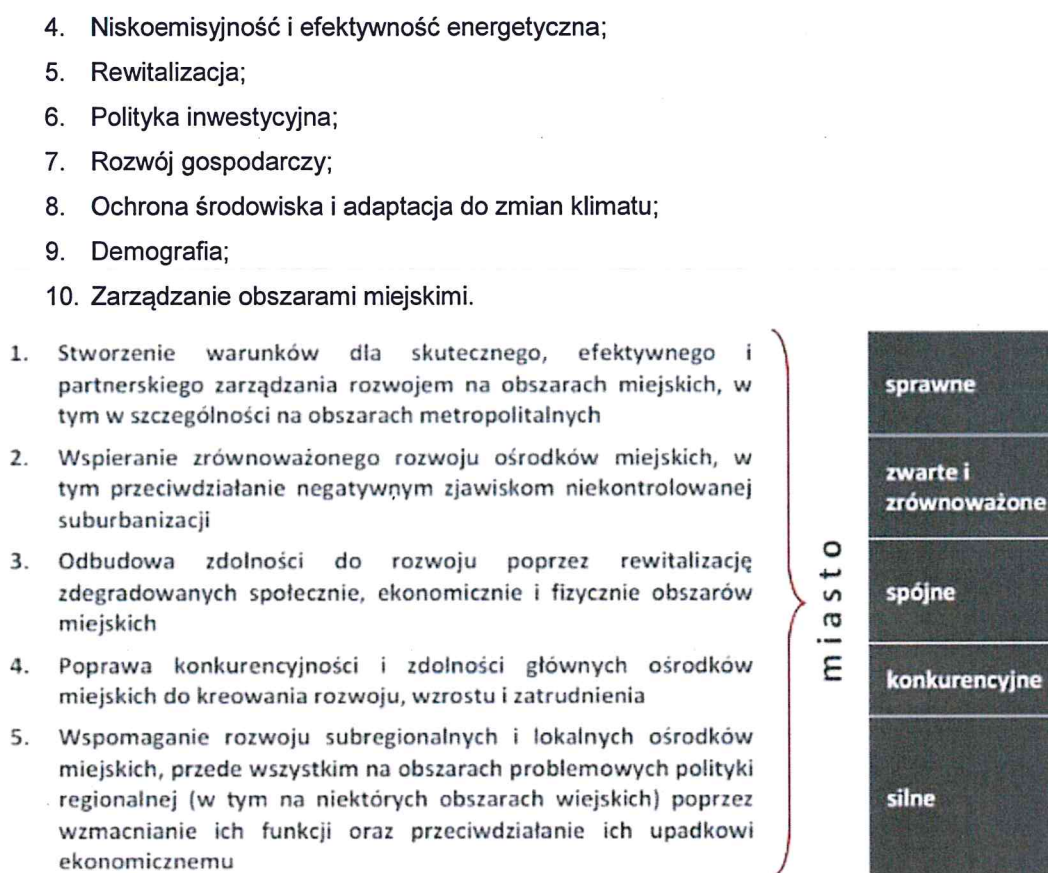 4. Niskoemisyjność i efektywność energetyczna;
5. Rewitalizacja;
6. Polityka inwestycyjna;
7. Rozwój gospodarczy;
8. Ochrona środowiska i adaptacja do zmian klimatu;
9. Demografia;
10. Zarządzanie obszarami miejskimi.
1. Stworzenie warunków dla skutecznego, efektywnego i
partnerskiego zarządzania rozwojem na obszarach miejskich, w
tym w szczególności na obszarach metropolitalnych
2. Wspieranie zrównoważonego rozwoju ośrodków miejskich, w
tym przeciwdziałanie negatywnym zjawiskom niekontrolowanej
suburbanizacji
3. Odbudowa zdolności do rozwoju poprzez rewitalizację
zdegradowanych społecznie, ekonomicznie i fizycznie obszarów
miejskich
4. Poprawa konkurencyjności i zdolności głównych ośrodków
miejskich do kreowania rozwoju, wzrostu i zatrudnienia
5. Wspomaganie rozwoju subregionalnych i lokalnych ośrodków
miejskich, przede wszystkim na obszarach problemowych polityki
regionalnej (w tym na niektórych obszarach wiejskich) poprzez
wzmacnianie ich funkcji oraz przeciwdziałanie ich upadkowi
ekonomicznemu
miasto
sprawne
zwarte i
zrównoważone
spójne
konkurencyjne
silne